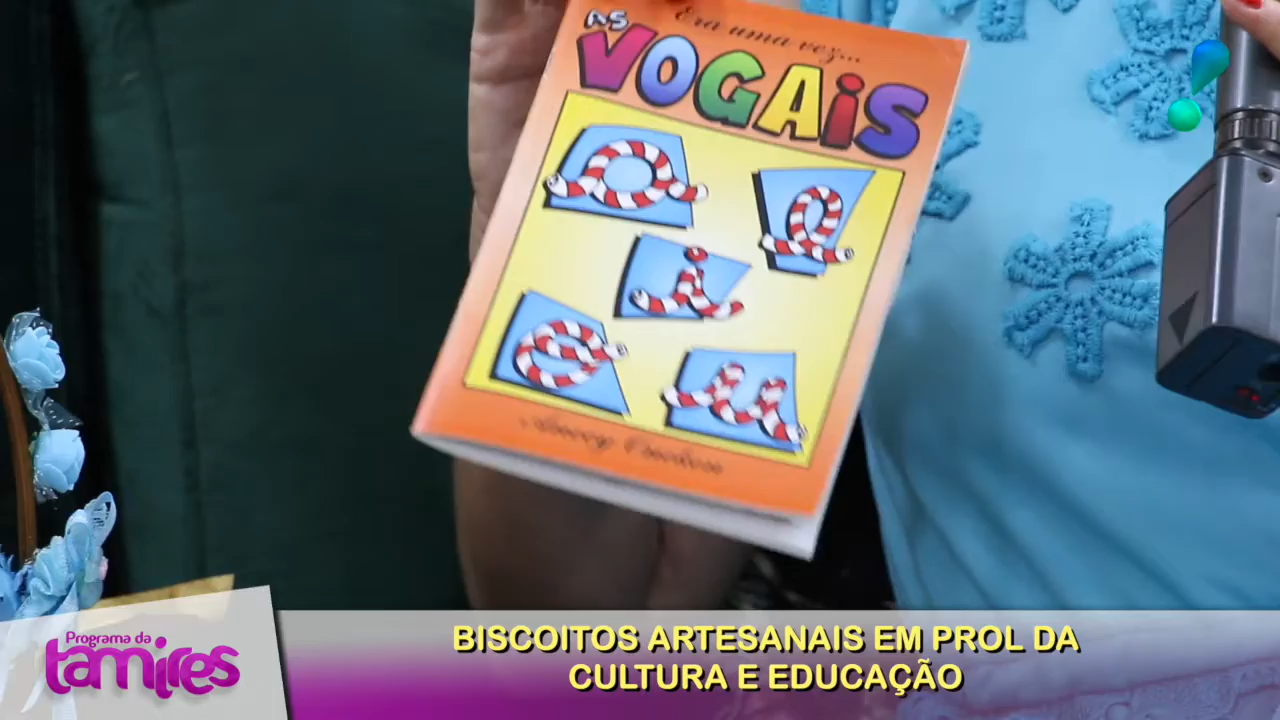 Era uma vez...
AS
VOGAIS
a
e
i
o
u
Programa da
tamires
BISCOITOS ARTESANAIS EM PROL DA
CULTURA E EDUCAÇÃO